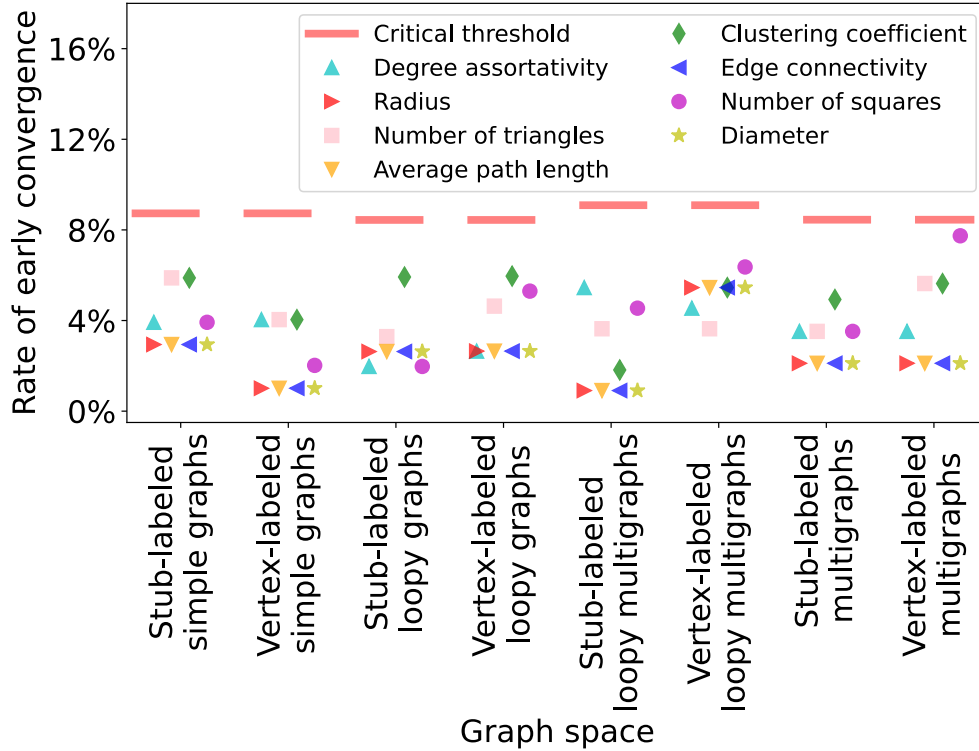 Rate of early convergence
16%
12%
8%
4%
0%
Critical threshold
Degree assortativity
Radius
Number of triangles
Average path length
Clustering coefficient
Edge connectivity
Number of squares
Diameter
Stub-labeled
simple graphs
Vertex-labeled
simple graphs
Stub-labeled
loopy graphs
Vertex-labeled
loopy graphs
Stub-labeled
loopy multigraphs
Vertex-labeled
loopy multigraphs
Stub-labeled
multigraphs
Vertex-labeled
multigraphs
Graph space